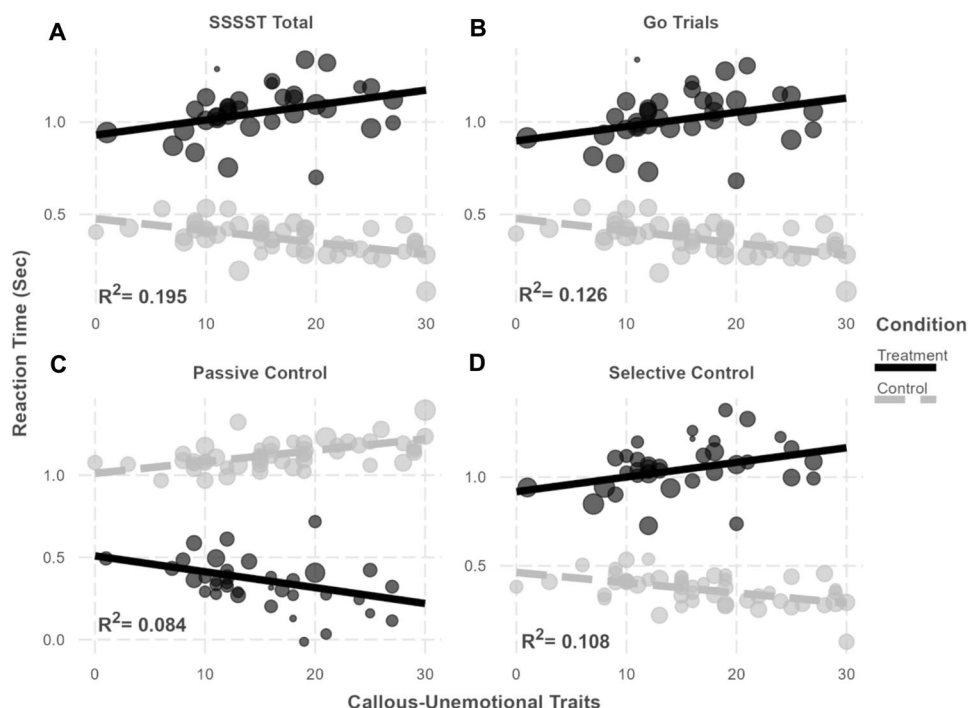 A
SSSST Total
B
Go Trials
1.0
0.5
R²= 0.195
0 10 20 30
1.0
0.5
R²= 0.126
0 10 20 30
Reaction Time (Sec)
Condition
Treatment
Control
C
Passive Control
D
Selective Control
1.0
0.5
0.0
R²= 0.084
0 10 20 30
1.0
0.5
R²= 0.108
0 10 20 30
Callous-Unemotional Traits